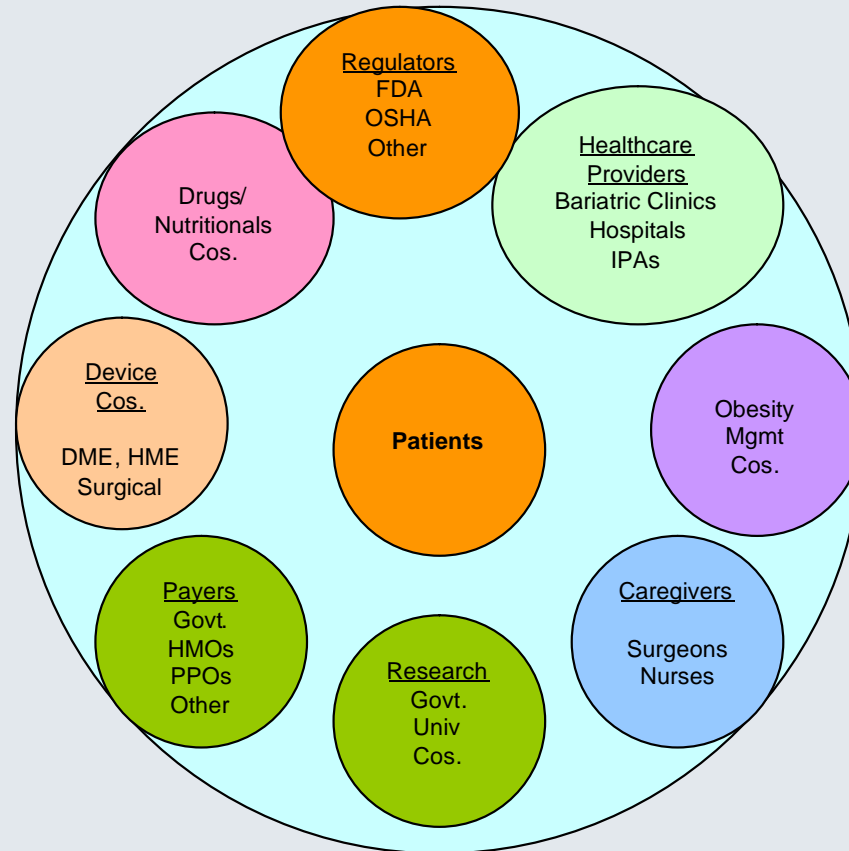 Regulators
FDA
OSHA
Other
Healthcare
Providers
Bariatric Clinics
Hospitals
IPAs
Drugs/
Nutritionals
Cos.
Device
Cos.
DME, HME
Surgical
Patients
Obesity
Mgmt
Cos.
Payers
Govt.
HMOs
PPOs
Other
Research
Govt.
Univ
Cos.
Caregivers
Surgeons
Nurses